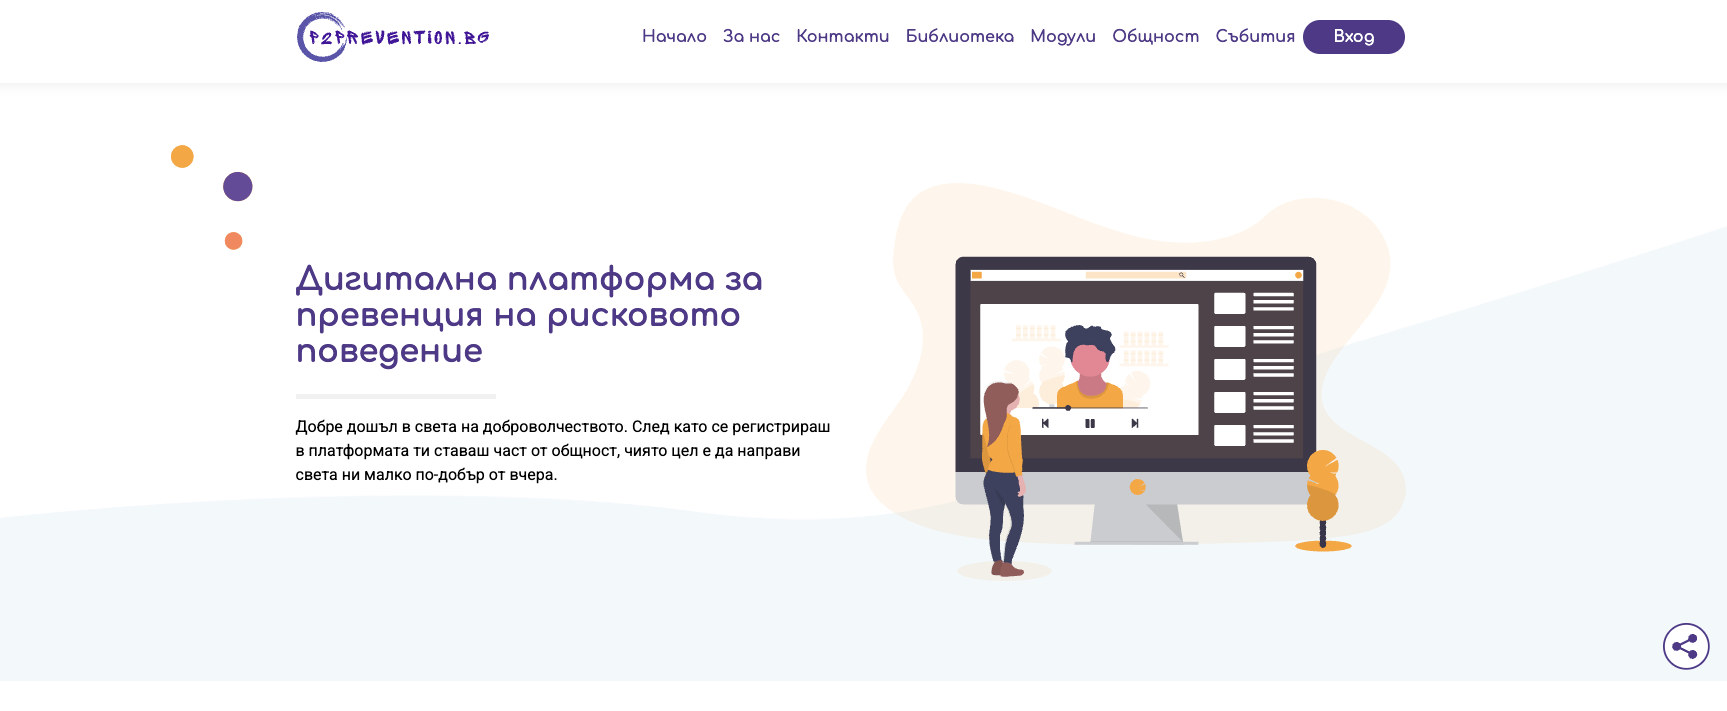 P2PREVENTION.BG
Начало За нас Контакти Библиотека Модули Общност Събития Вход
Дигитална платформа за
превенция на рисковото
поведение
Добре дошъл в света на доброволчеството. След като се регистрираш
в платформата ти ставаш част от общност, чиято цел е да направи
света ни малко по-добър от вчера.